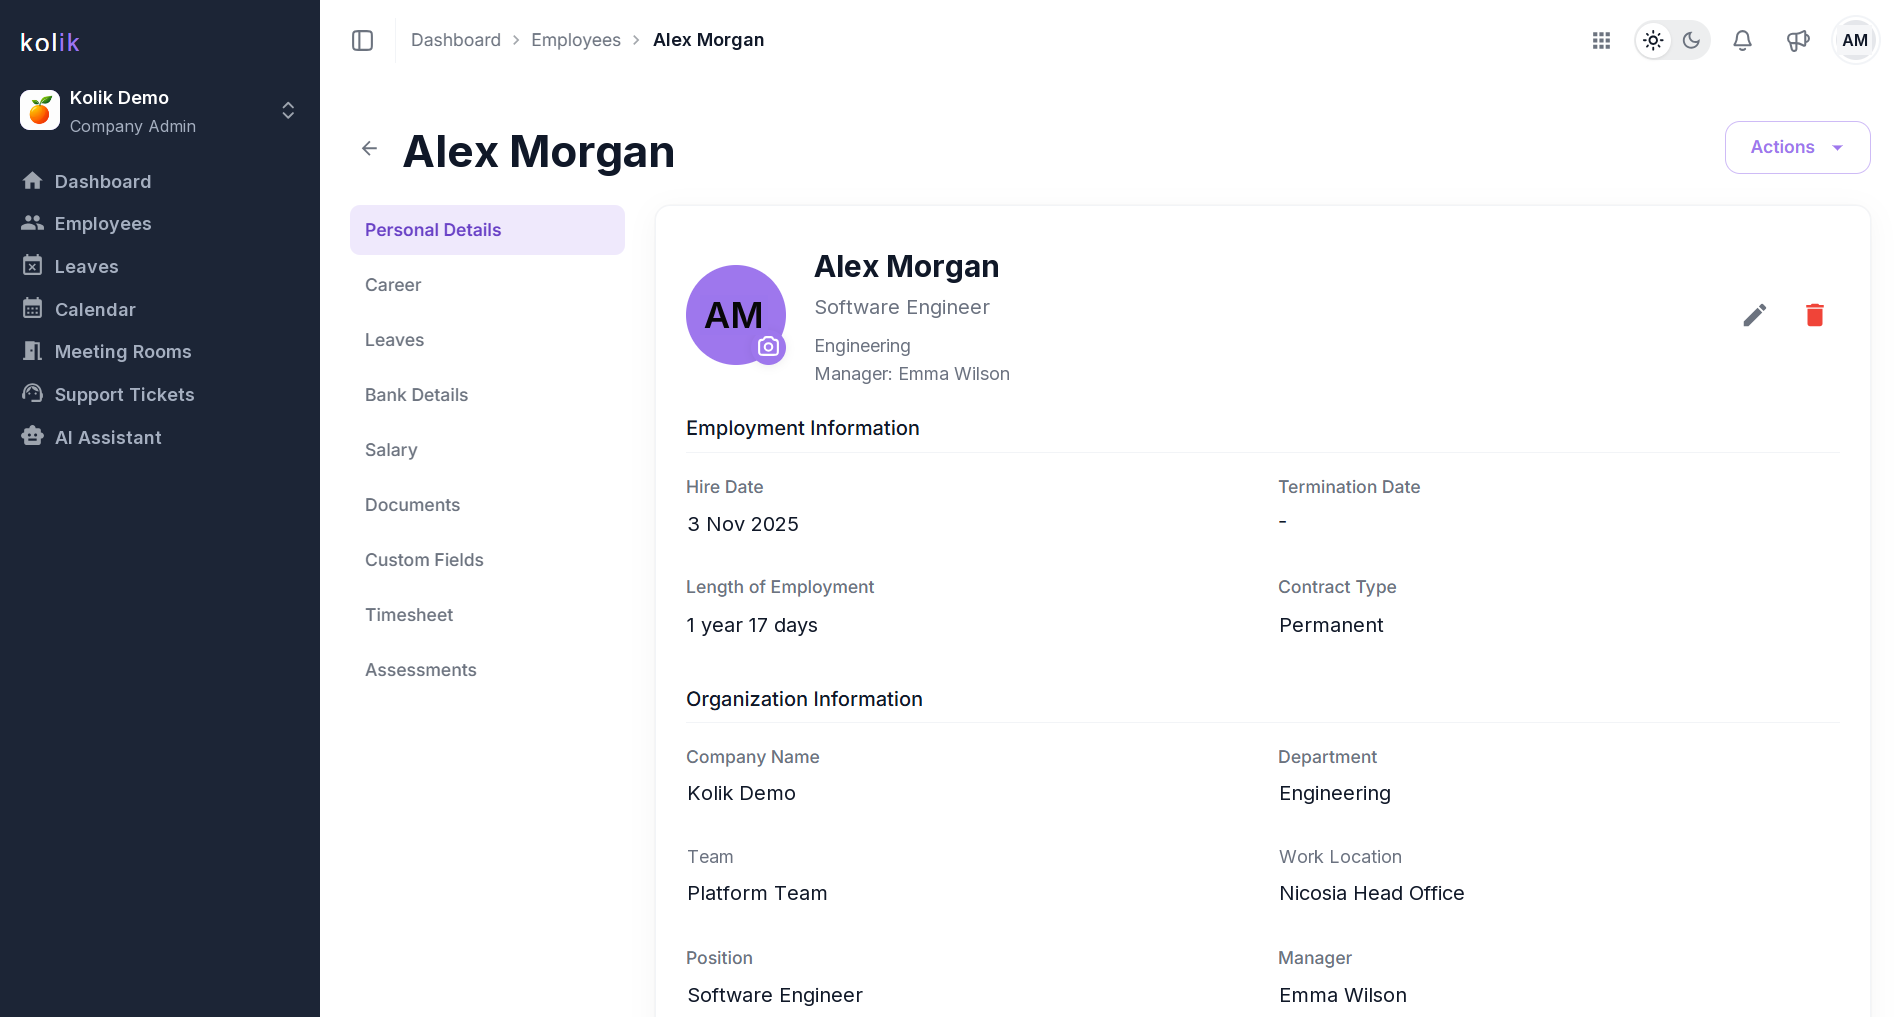 kolik
Kolik Demo
Company Admin
Dashboard
Employees
Leaves
Calendar
Meeting Rooms
Support Tickets
AI Assistant
Dashboard > Employees > Alex Morgan
AM
Alex Morgan
Actions
Personal Details
Career
Leaves
Bank Details
Salary
Documents
Custom Fields
Timesheet
Assessments
AM
Alex Morgan
Software Engineer
Engineering
Manager: Emma Wilson
Employment Information
Hire Date
3 Nov 2025
Termination Date
-
Length of Employment
1 year 17 days
Contract Type
Permanent
Organization Information
Company Name
Kolik Demo
Department
Engineering
Team
Platform Team
Work Location
Nicosia Head Office
Position
Software Engineer
Manager
Emma Wilson